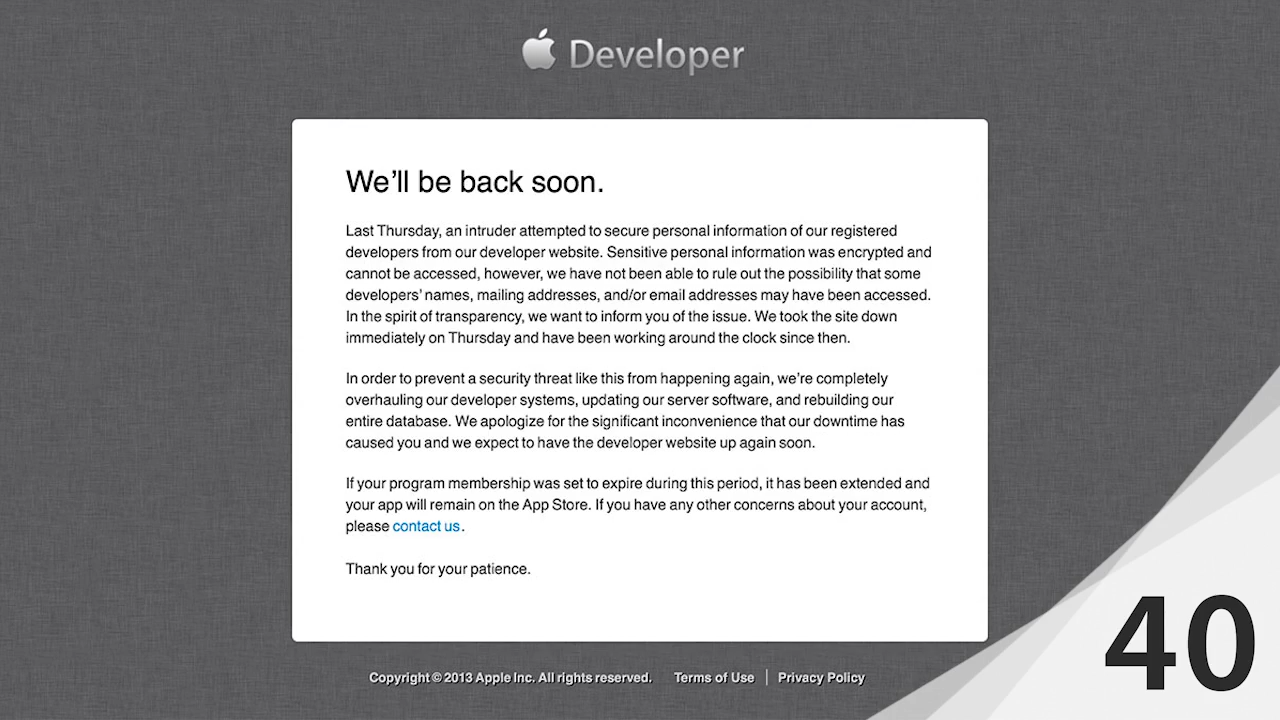 Developer
We’ll be back soon.
Last Thursday, an intruder attempted to secure personal information of our registered
developers from our developer website. Sensitive personal information was encrypted and
cannot be accessed, however, we have not been able to rule out the possibility that some
developers’ names, mailing addresses, and/or email addresses may have been accessed.
In the spirit of transparency, we want to inform you of the issue. We took the site down
immediately on Thursday and have been working around the clock since then.
In order to prevent a security threat like this from happening again, we’re completely
overhauling our developer systems, updating our server software, and rebuilding our
entire database. We apologize for the significant inconvenience that our downtime has
caused you and we expect to have the developer website up again soon.
If your program membership was set to expire during this period, it has been extended and
your app will remain on the App Store. If you have any other concerns about your account,
please contact us.
Thank you for your patience.
Copyright © 2013 Apple Inc. All rights reserved. Terms of Use | Privacy Policy
40